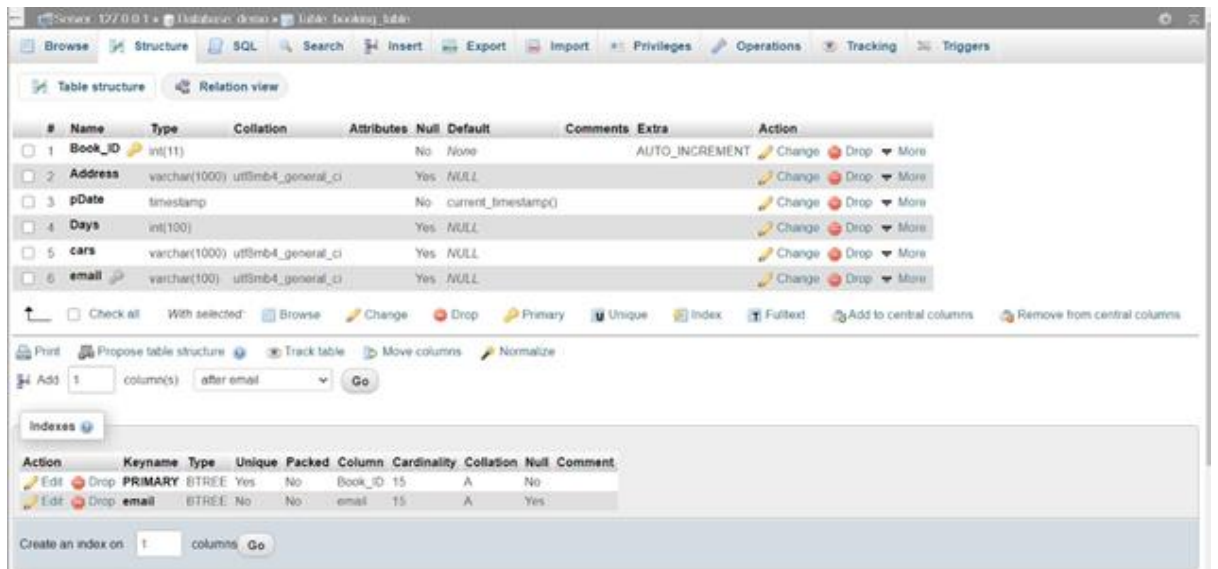 Server: 127.0.0.1 » Database: demo » Table: booking_table
Browse Structure SQL Search Insert Export Import Privileges Operations Tracking Triggers
Table structure Relation view
# Name Type Collation Attributes Null Default Comments Extra Action
1 Book_ID int(11) No None AUTO_INCREMENT Change Drop More
2 Address varchar(1000) utf8mb4_general_ci Yes NULL Change Drop More
3 pDate timestamp No current_timestamp() Change Drop More
4 Days int(100) Yes NULL Change Drop More
5 cars varchar(1000) utf8mb4_general_ci Yes NULL Change Drop More
6 email varchar(100) utf8mb4_general_ci Yes NULL Change Drop More
Check all With selected: Browse Change Drop Primary Unique Index Fulltext Add to central columns Remove from central columns
Print Propose table structure Track table Move columns Normalize
Add 1 column(s) after email Go
Indexes
Action Keyname Type Unique Packed Column Cardinality Collation Null Comment
Edit Drop PRIMARY BTREE Yes No Book_ID 15 A No
Edit Drop email BTREE No No email 15 A Yes
Create an index on 1 columns Go